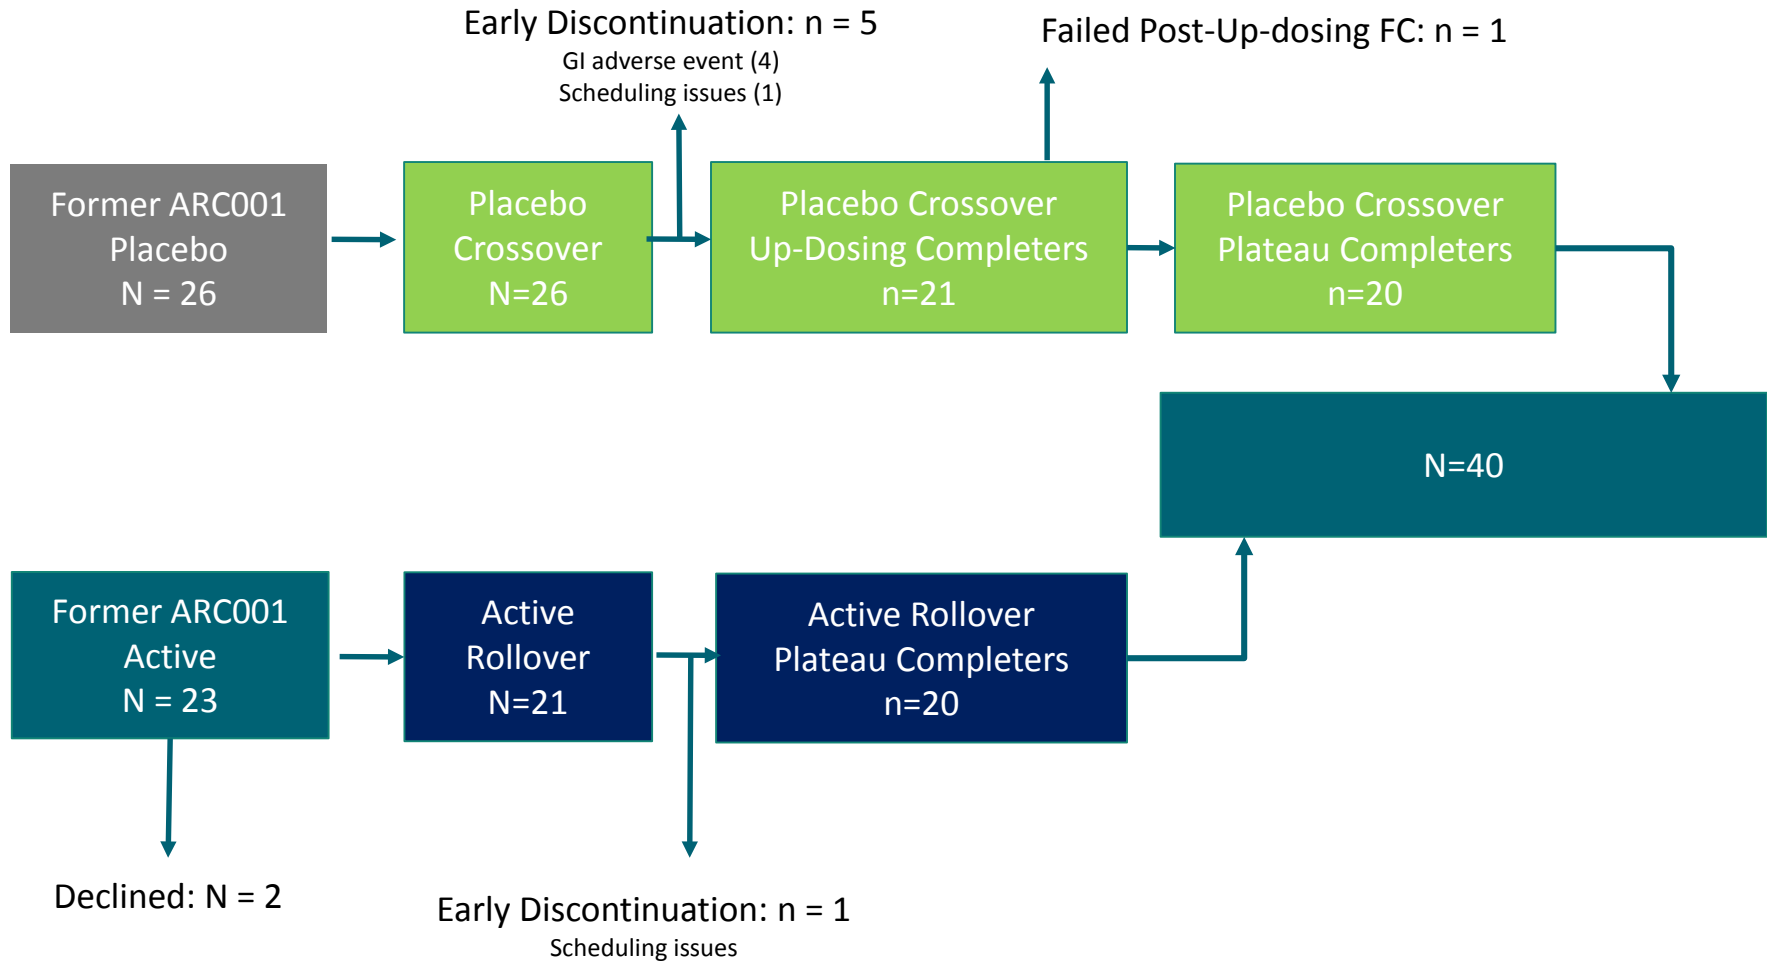 Early Discontinuation: n = 5
GI adverse event (4)
Scheduling issues (1)
Failed Post-Up-dosing FC: n = 1
Former ARC001
Placebo
N = 26
Placebo
Crossover
N=26
Placebo Crossover
Up-Dosing Completers
n=21
Placebo Crossover
Plateau Completers
n=20
N=40
Former ARC001
Active
N = 23
Active
Rollover
N=21
Active Rollover
Plateau Completers
n=20
Declined: N = 2
Early Discontinuation: n = 1
Scheduling issues